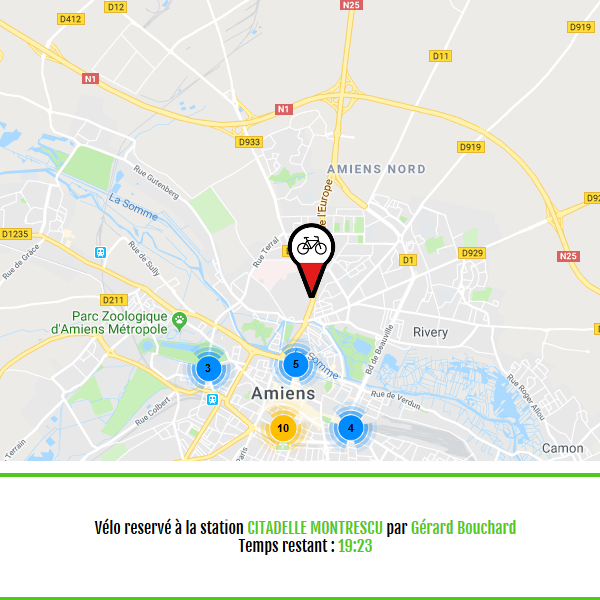 D12
N25
D412
D919
D11
N1
N1
D933
D919
AMIENS NORD
Rue Gutenberg
La Somme
de l'Europe
D1235
Rue de Grâce
Rue de Sully
Rue Terral
D1
D929
N25
D211
Parc Zoologique
d'Amiens Métropole
Rivery
3
5
Somme
Bd de Beauville
Amiens
Rue Colbert
Rue de Verdun
Rue Roger Allou
10
4
Camon
Terrain
Paris
Vélo reservé à la station CITADELLE MONTRESCU par Gérard Bouchard
Temps restant : 19:23